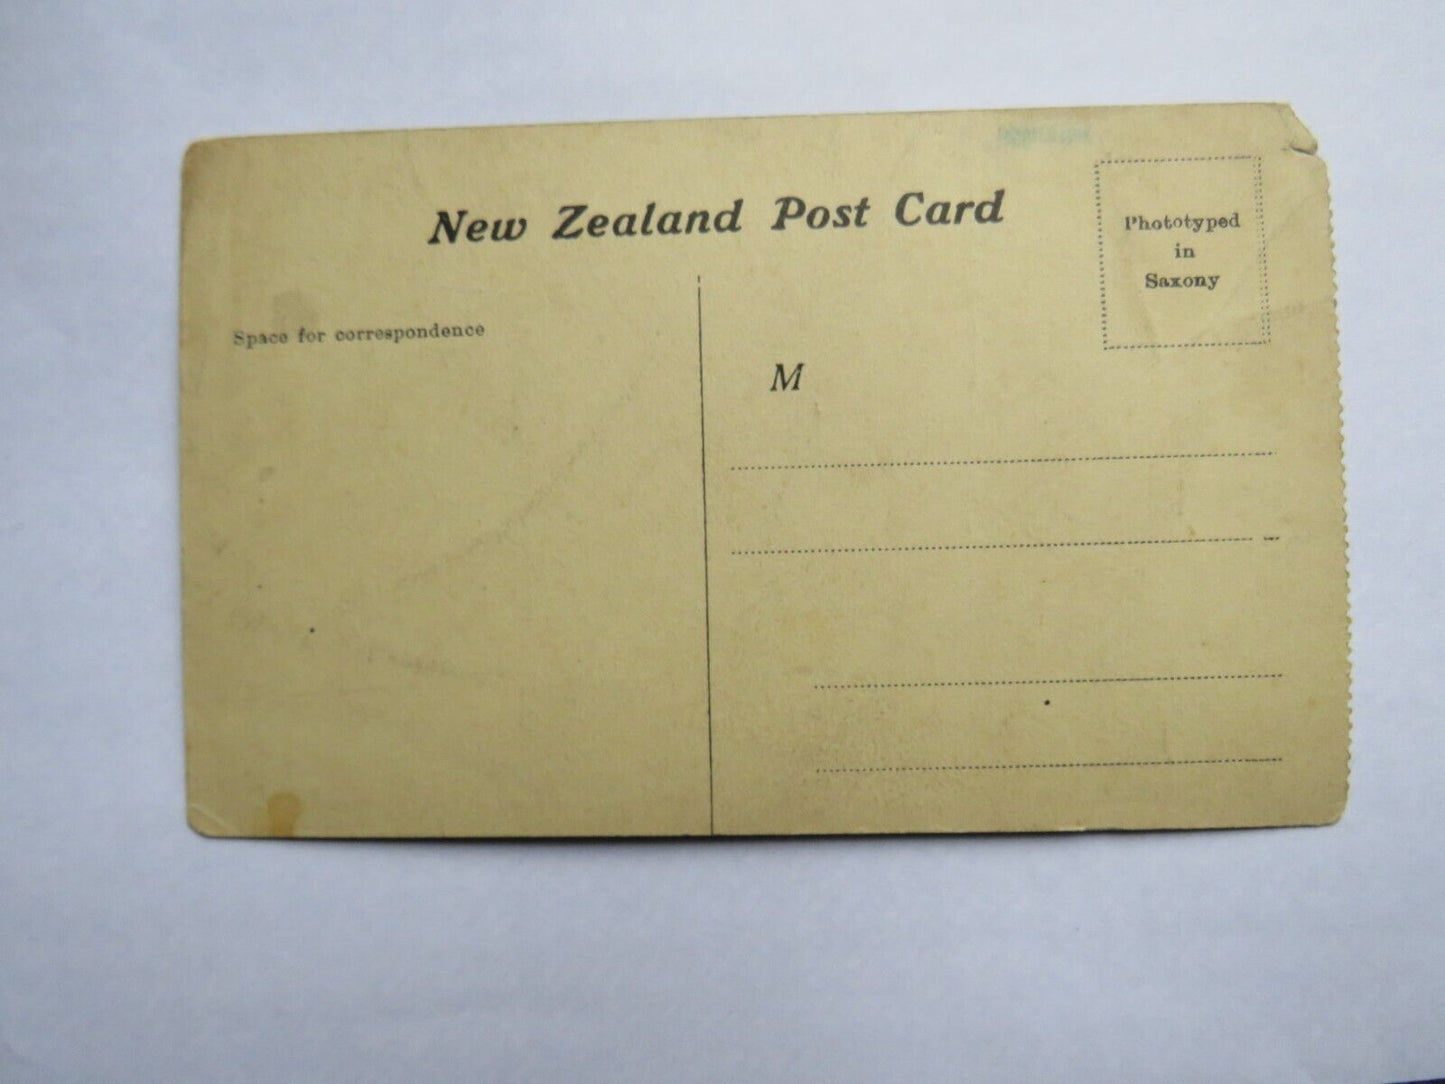 New Zealand Post Card
Phototyped
in
Saxony
Space for correspondence
M